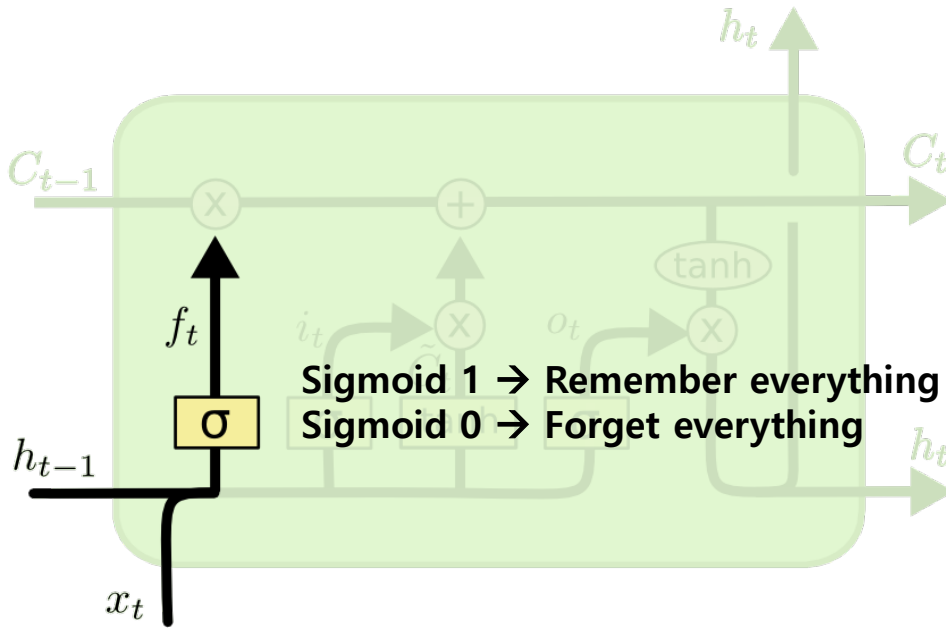 h_t
C_{t-1}
C_t
x
+
tanh
f_t
i_t
x
o_t
x
Sigmoid 1 → Remember everything
σ
tanh
Sigmoid 0 → Forget everything
h_{t-1}
h_t
x_t